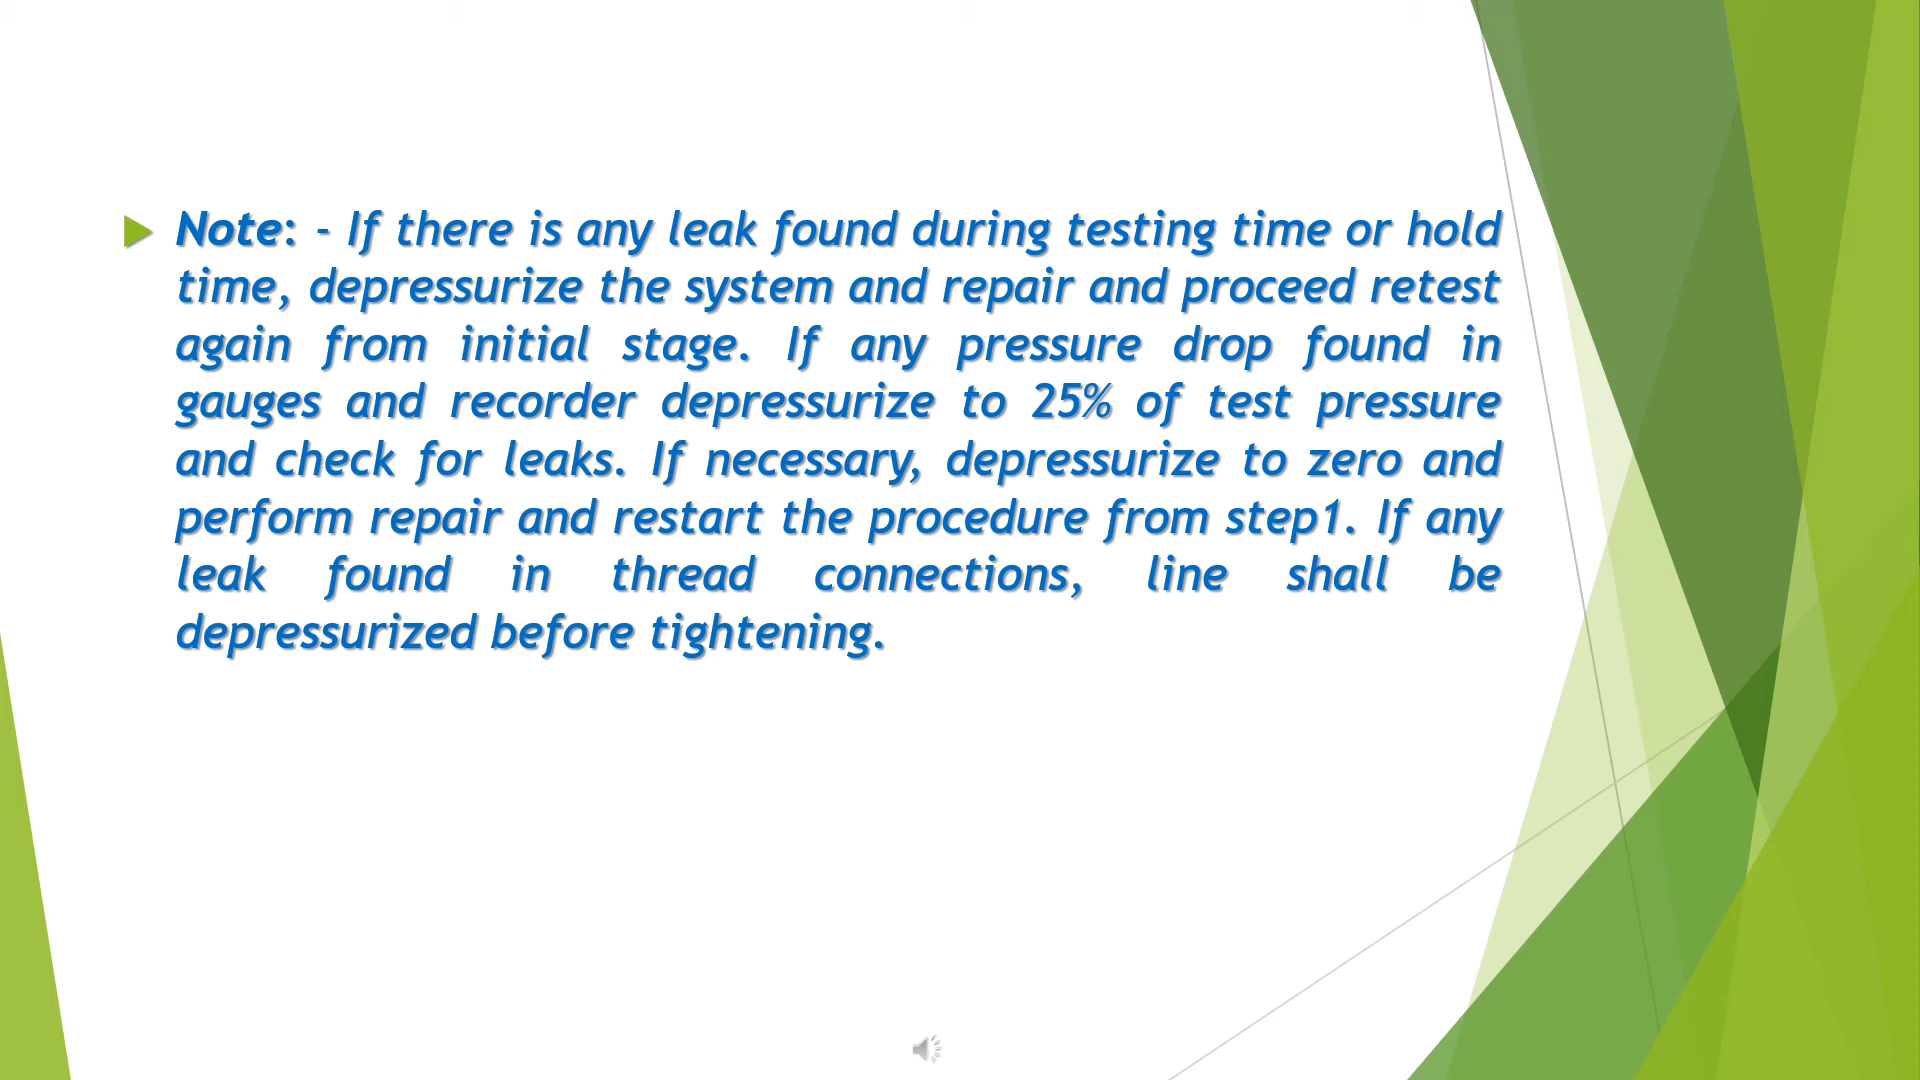 Note: - If there is any leak found during testing time or hold
time, depressurize the system and repair and proceed retest
again from initial stage. If any pressure drop found in
gauges and recorder depressurize to 25% of test pressure
and check for leaks. If necessary, depressurize to zero and
perform repair and restart the procedure from step1. If any
leak found in thread connections, line shall be
depressurized before tightening.